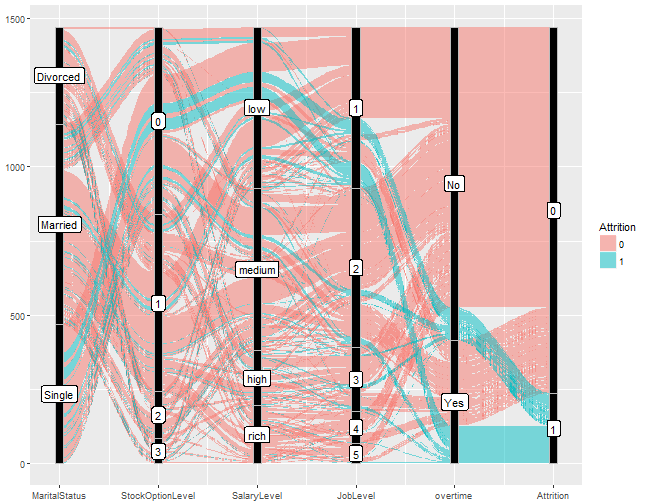 1500
1000
500
0
Divorced
Married
Single
0
1
2
3
low
medium
high
rich
1
2
3
4
5
No
Yes
0
1
MaritalStatus StockOptionLevel SalaryLevel JobLevel overtime Attrition
Attrition
0
1